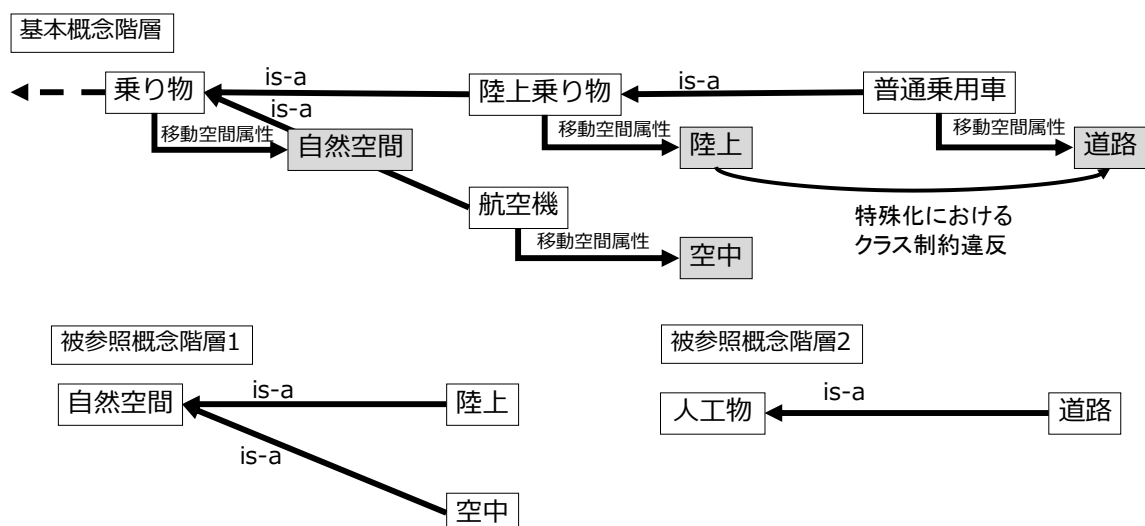 基本概念階層
乗り物
is-a
陸上乗り物
is-a
普通乗用車
is-a
移動空間属性
自然空間
移動空間属性
陸上
移動空間属性
道路
航空機
移動空間属性
空中
特殊化における
クラス制約違反
被参照概念階層1
自然空間
is-a
陸上
is-a
空中
被参照概念階層2
人工物
is-a
道路